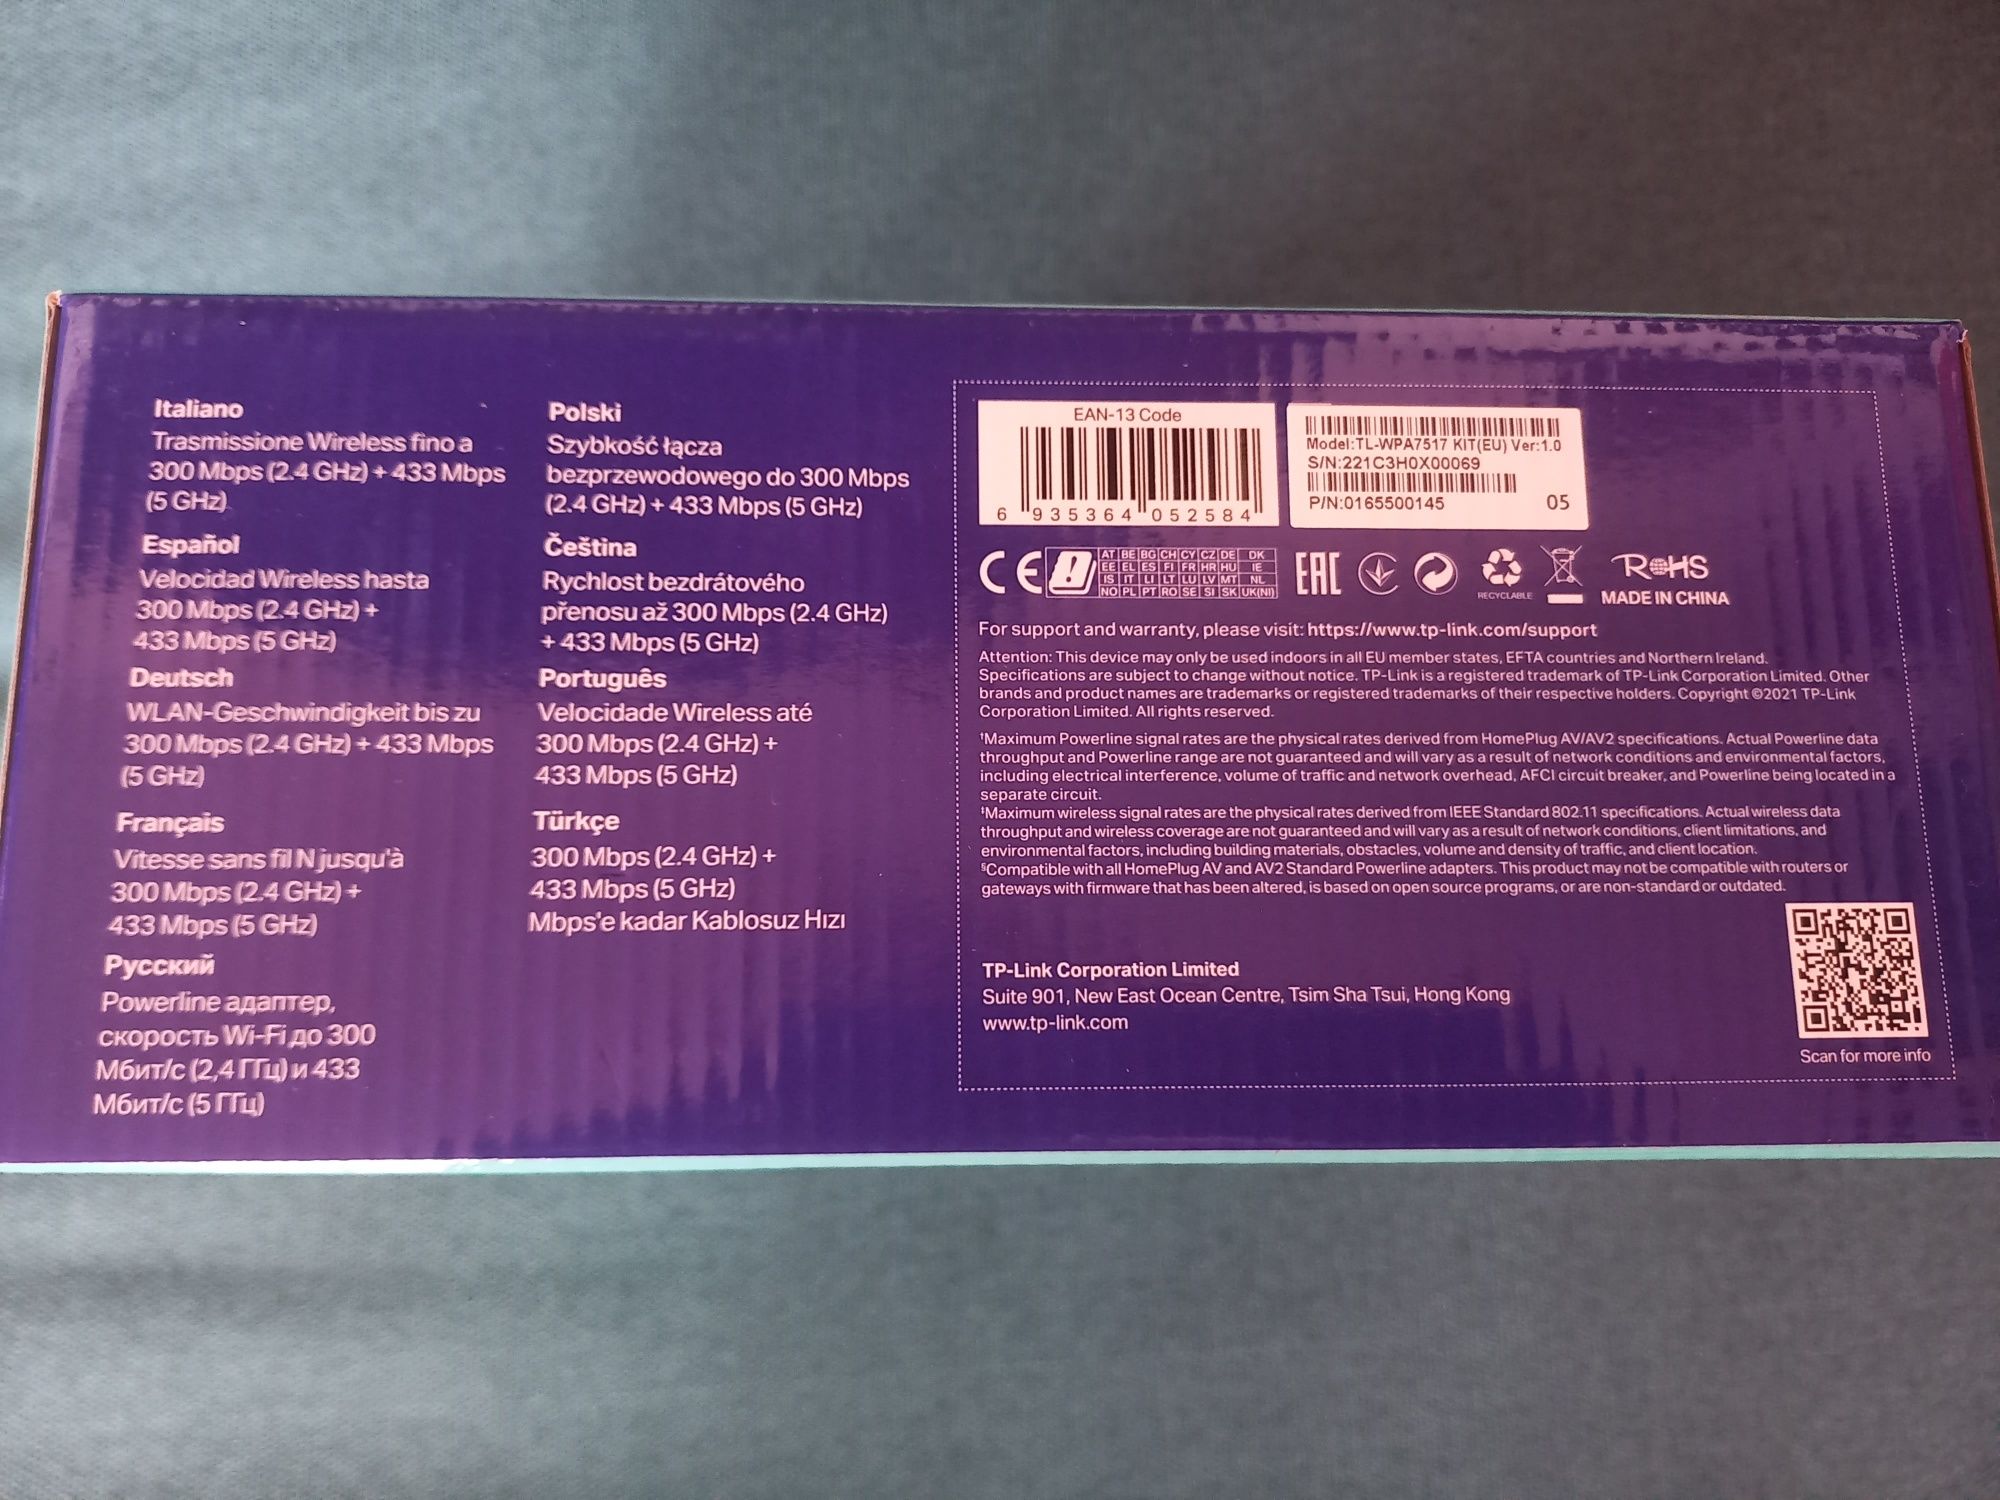 Italiano
Trasmissione Wireless fino a
300 Mbps (2.4 GHz) + 433 Mbps
(5 GHz)
Español
Velocidad Wireless hasta
300 Mbps (2.4 GHz) +
433 Mbps (5 GHz)
Deutsch
WLAN-Geschwindigkeit bis zu
300 Mbps (2.4 GHz) + 433 Mbps
(5 GHz)
Français
Vitesse sans fil N jusqu'à
300 Mbps (2.4 GHz) +
433 Mbps (5 GHz)
Русский
Powerline адаптер,
скорость Wi-Fi до 300
Мбит/с (2,4 ГГц) и 433
Мбит/с (5 ГГц)
Polski
Szybkość łącza
bezprzewodowego do 300 Mbps
(2.4 GHz) + 433 Mbps (5 GHz)
Čeština
Rychlost bezdrátového
přenosu až 300 Mbps (2.4 GHz)
+ 433 Mbps (5 GHz)
Português
Velocidade Wireless até
300 Mbps (2.4 GHz) +
433 Mbps (5 GHz)
Türkçe
300 Mbps (2.4 GHz) +
433 Mbps (5 GHz)
Mbps'e kadar Kablosuz Hızı
EAN-13 Code
6 935364 052584
Model:TL-WPA7517 KIT(EU) Ver:1.0
S/N:221C3H0X00069
P/N:0165500145 05
CE
AT BE BG CH CY CZ DE DK
EE EL ES FI FR HR HU IE
IS IT LI LT LU LV MT NL
NO PL PT RO SE SI SK UK(NI)
EAC
RECYCLABLE
RoHS
MADE IN CHINA
For support and warranty, please visit: https://www.tp-link.com/support
Attention: This device may only be used indoors in all EU member states, EFTA countries and Northern Ireland.
Specifications are subject to change without notice. TP-Link is a registered trademark of TP-Link Corporation Limited. Other
brands and product names are trademarks or registered trademarks of their respective holders. Copyright ©2021 TP-Link
Corporation Limited. All rights reserved.
†Maximum Powerline signal rates are the physical rates derived from HomePlug AV/AV2 specifications. Actual Powerline data
throughput and Powerline range are not guaranteed and will vary as a result of network conditions and environmental factors,
including electrical interference, volume of traffic and network overhead, AFCI circuit breaker, and Powerline being located in a
separate circuit.
‡Maximum wireless signal rates are the physical rates derived from IEEE Standard 802.11 specifications. Actual wireless data
throughput and wireless coverage are not guaranteed and will vary as a result of network conditions, client limitations, and
environmental factors, including building materials, obstacles, volume and density of traffic, and client location.
§Compatible with all HomePlug AV and AV2 Standard Powerline adapters. This product may not be compatible with routers or
gateways with firmware that has been altered, is based on open source programs, or are non-standard or outdated.
TP-Link Corporation Limited
Suite 901, New East Ocean Centre, Tsim Sha Tsui, Hong Kong
www.tp-link.com
Scan for more info